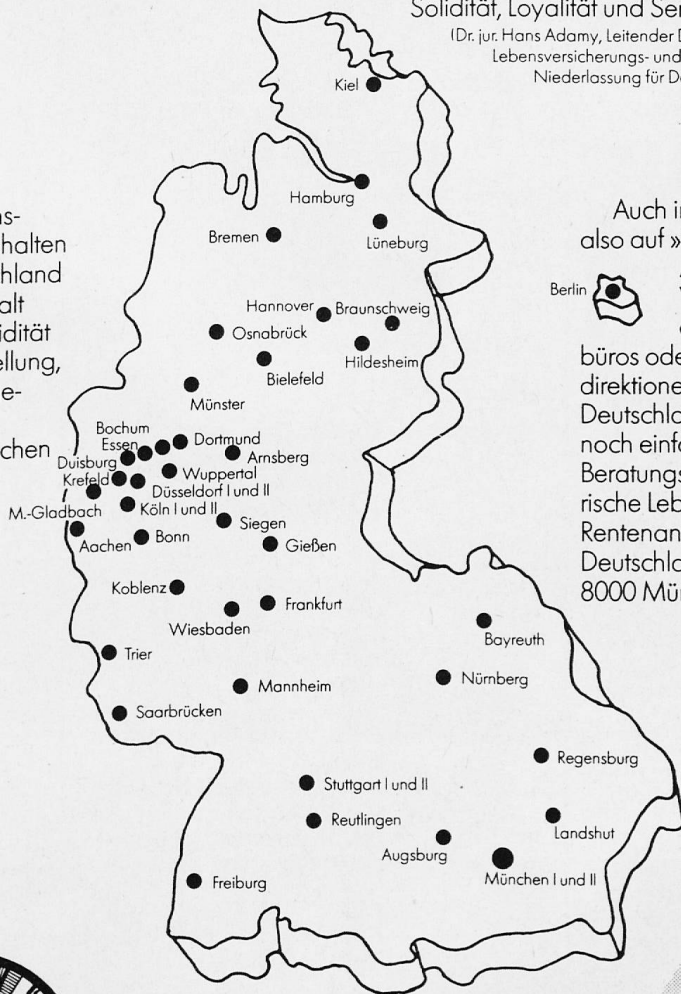 Solidität, Loyalität und Ser
(Dr. jur. Hans Adamy, Leitender D
Lebensversicherungs- und
Niederlassung für De
ns-
halten
hland
alt
idität
ellung,
e-
chen
Kiel
Hamburg
Bremen
Lüneburg
Hannover
Braunschweig
Osnabrück
Hildesheim
Bielefeld
Münster
Bochum
Essen
Dortmund
Duisburg
Arnsberg
Krefeld
Wuppertal
Düsseldorf I und II
M.-Gladbach
Köln I und II
Siegen
Aachen
Bonn
Gießen
Koblenz
Frankfurt
Wiesbaden
Trier
Mannheim
Saarbrücken
Bayreuth
Nürnberg
Regensburg
Stuttgart I und II
Reutlingen
Landshut
Augsburg
München I und II
Freiburg
Auch in
also auf »
Berlin
büros ode
direktione
Deutschla
noch einfa
Beratungs
rische Leb
Rentenan
Deutschla
8000 Mün